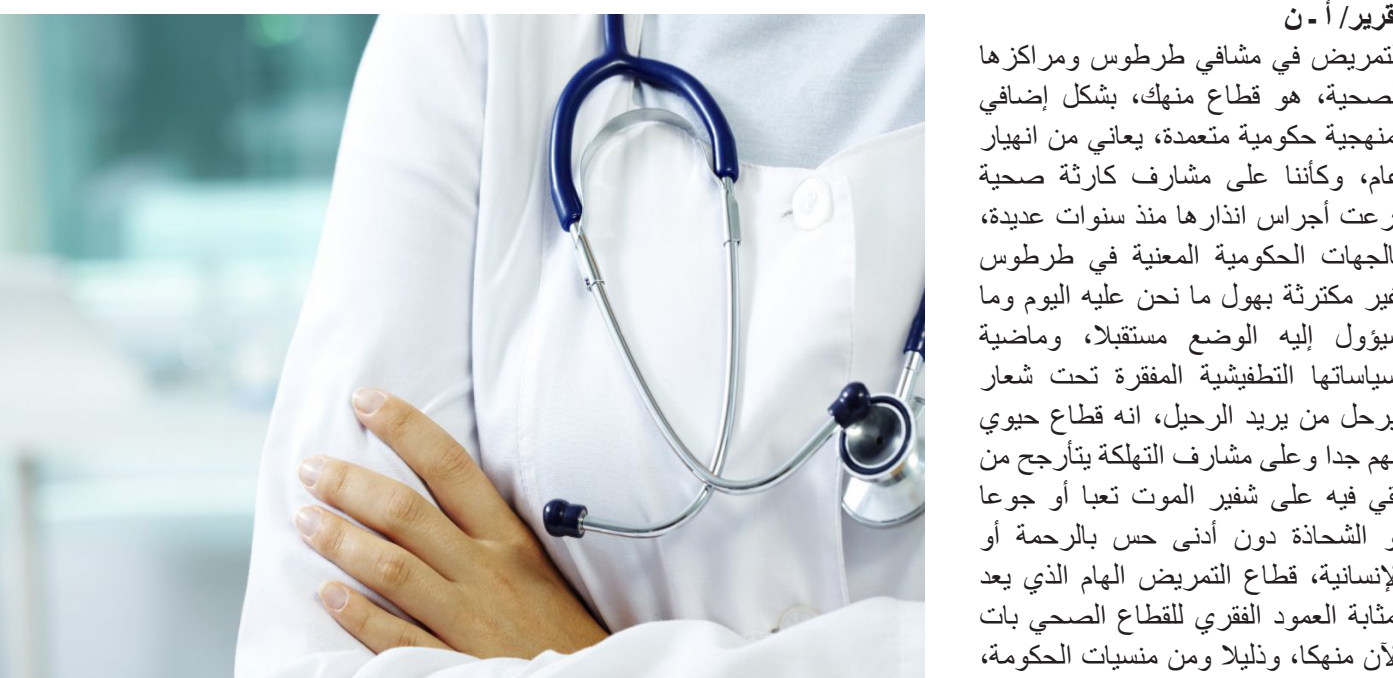 قرير/ أ - ن
لتمريض في مشافي طرطوس ومراكزها
لصحية، هو قطاع منهك، بشكل إضافي
منهجية حكومية متعمدة، يعاني من انهيار
عام، وكأننا على مشارف كارثة صحية
رعت أجراس انذارها منذ سنوات عديدة،
الجهات الحكومية المعنية في طرطوس
غير مكترثة بهول ما نحن عليه اليوم وما
يؤول إليه الوضع مستقبلا، وماضية
سياساتها التطفيشية المفقرة تحت شعار
يرحل من يريد الرحيل، انه قطاع حيوي
مهم جدا وعلى مشارف التهلكة يتأرجح من
قي فيه على شفير الموت تعبا أو جوعا
و الشحاذة دون أدنى حس بالرحمة أو
لإنسانية، قطاع التمريض الهام الذي يعد
مثابة العمود الفقري للقطاع الصحي بات
لآن منهكا، وذليلا ومن منسيات الحكومة،